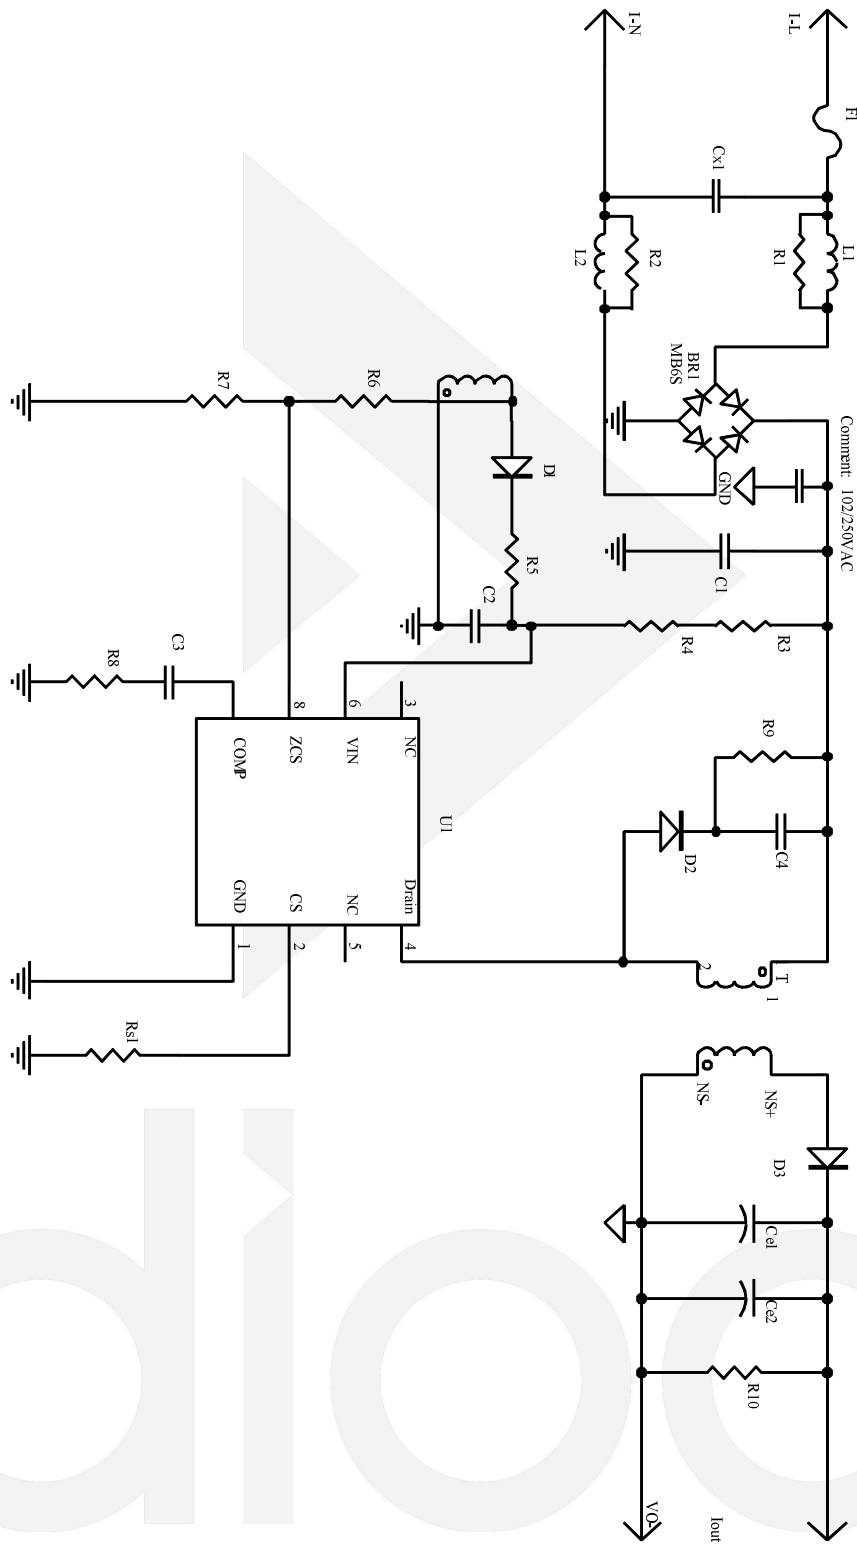 I-L
F1
L1
R1
Cx1
I-N
R2
L2
BR1
MB6S
Comment: 102/250VAC
GND
C1
R3
R4
R9
C4
D2
T
1
2
NS+
NS-
D3
Ce1
Ce2
R10
Iout
VO-
R7
R6
D1
R5
C2
C3
R8
8
6
3
COMP
ZCS
VIN
NC
U1
GND
CS
NC
Drain
1
2
5
4
Rs1